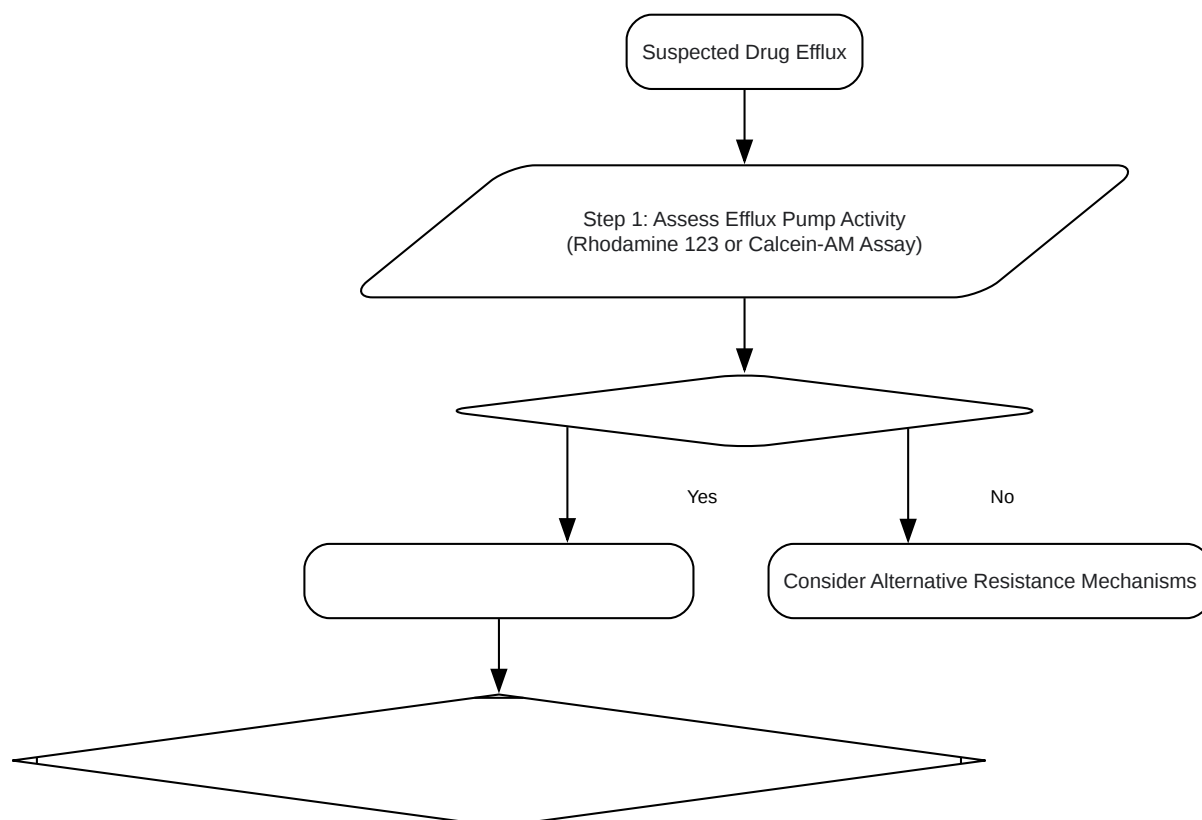 Suspected Drug Efflux
Step 1: Assess Efflux Pump Activity
(Rhodamine 123 or Calcein-AM Assay)
Yes
No
Consider Alternative Resistance Mechanisms